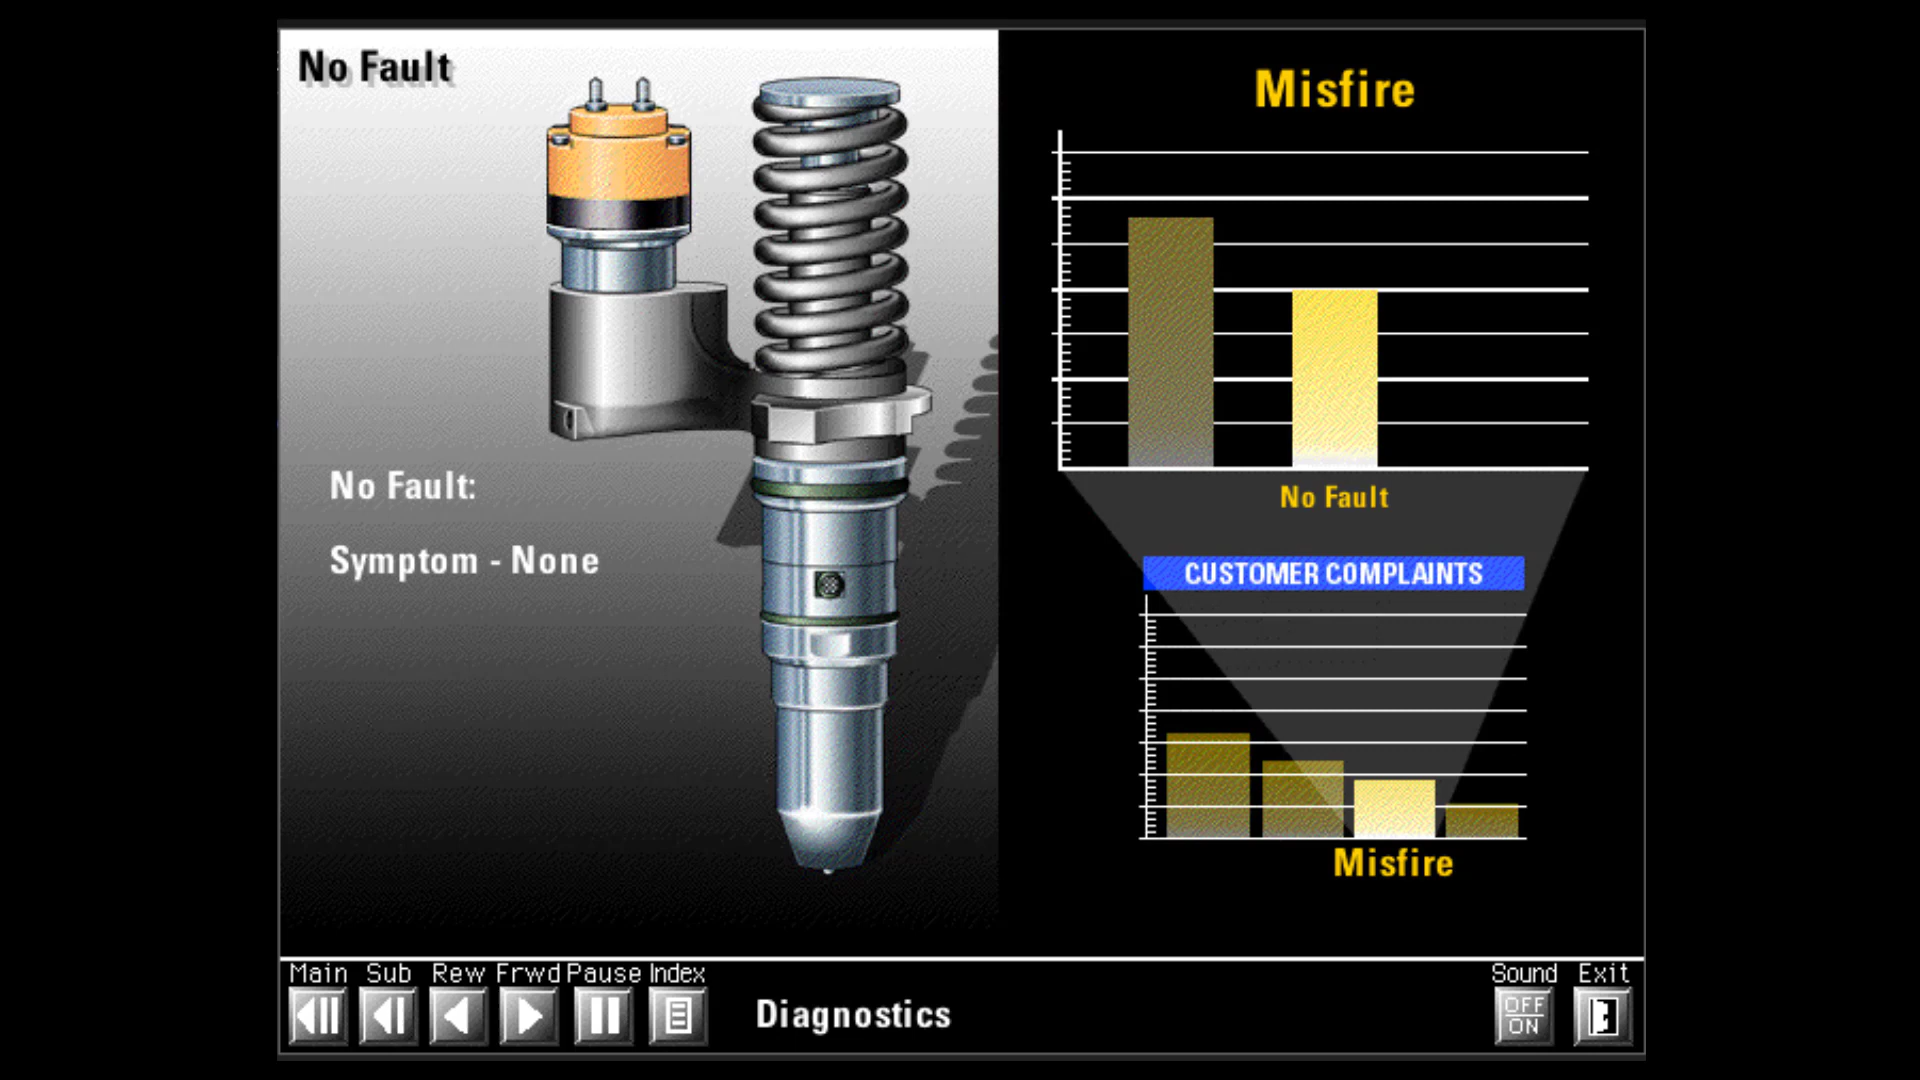 No Fault
No Fault:
Symptom - None
Misfire
No Fault
CUSTOMER COMPLAINTS
Misfire
Main Sub Rew Frwd Pause Index
Diagnostics
Sound Exit
OFF
ON